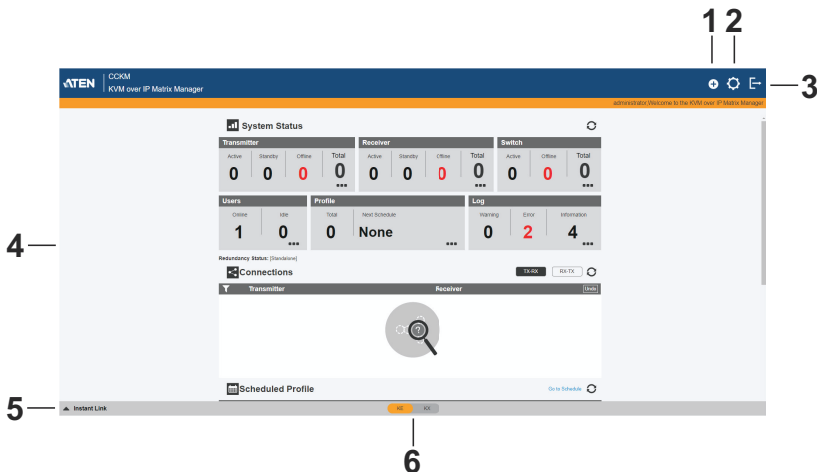 1 2
ATEN
CCKM
KVM over IP Matrix Manager
3
administrator,Welcome to the KVM over IP Matrix Manager
System Status
Transmitter Receiver Switch
Active Standby Offline Total Active Standby Offline Total Active Offline Total
0 0 0 0 0 0 0 0 0 0 0
Users Profile Log
Online Idle Total Next Schedule Warning Error Information
1 0 0 None 0 2 4
4
Redundancy Status: [Standalone]
Connections TX-RX RX-TX
Transmitter Receiver Undo
?
Scheduled Profile Go to Schedule
5
Instant Link
RX
6